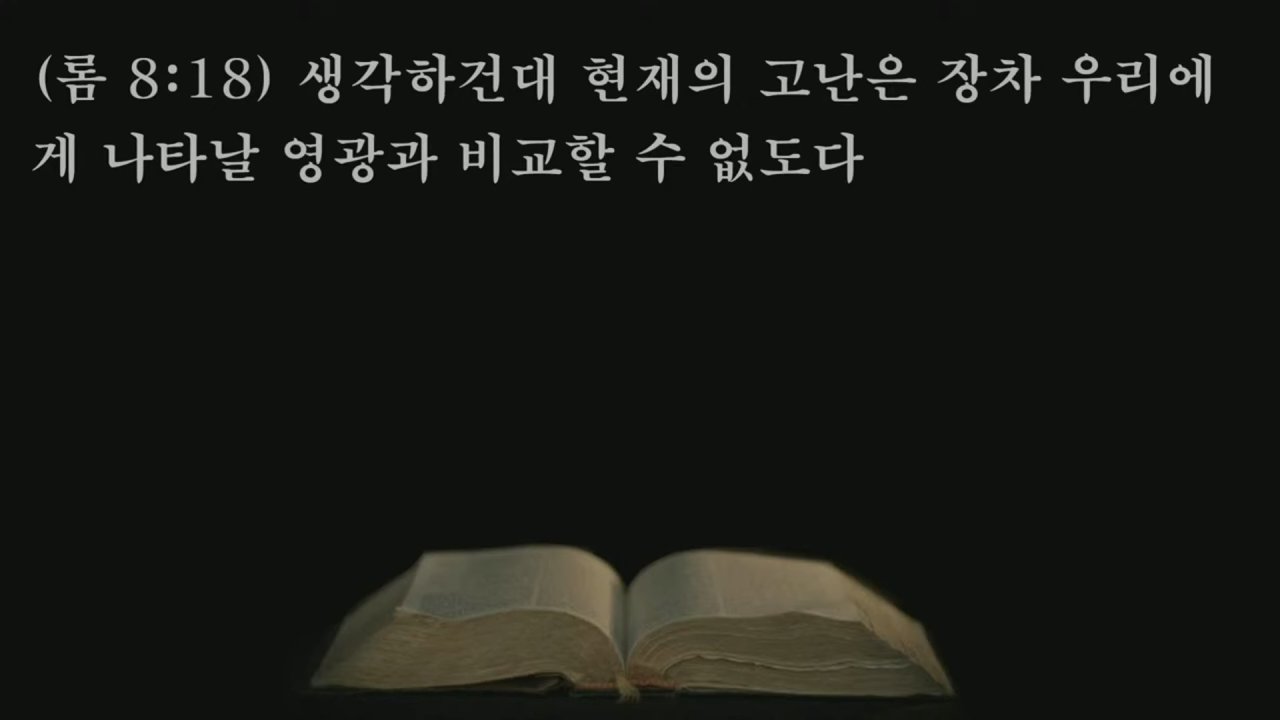 (롬 8:18) 생각하건대 현재의 고난은 장차 우리에
게 나타날 영광과 비교할 수 없도다